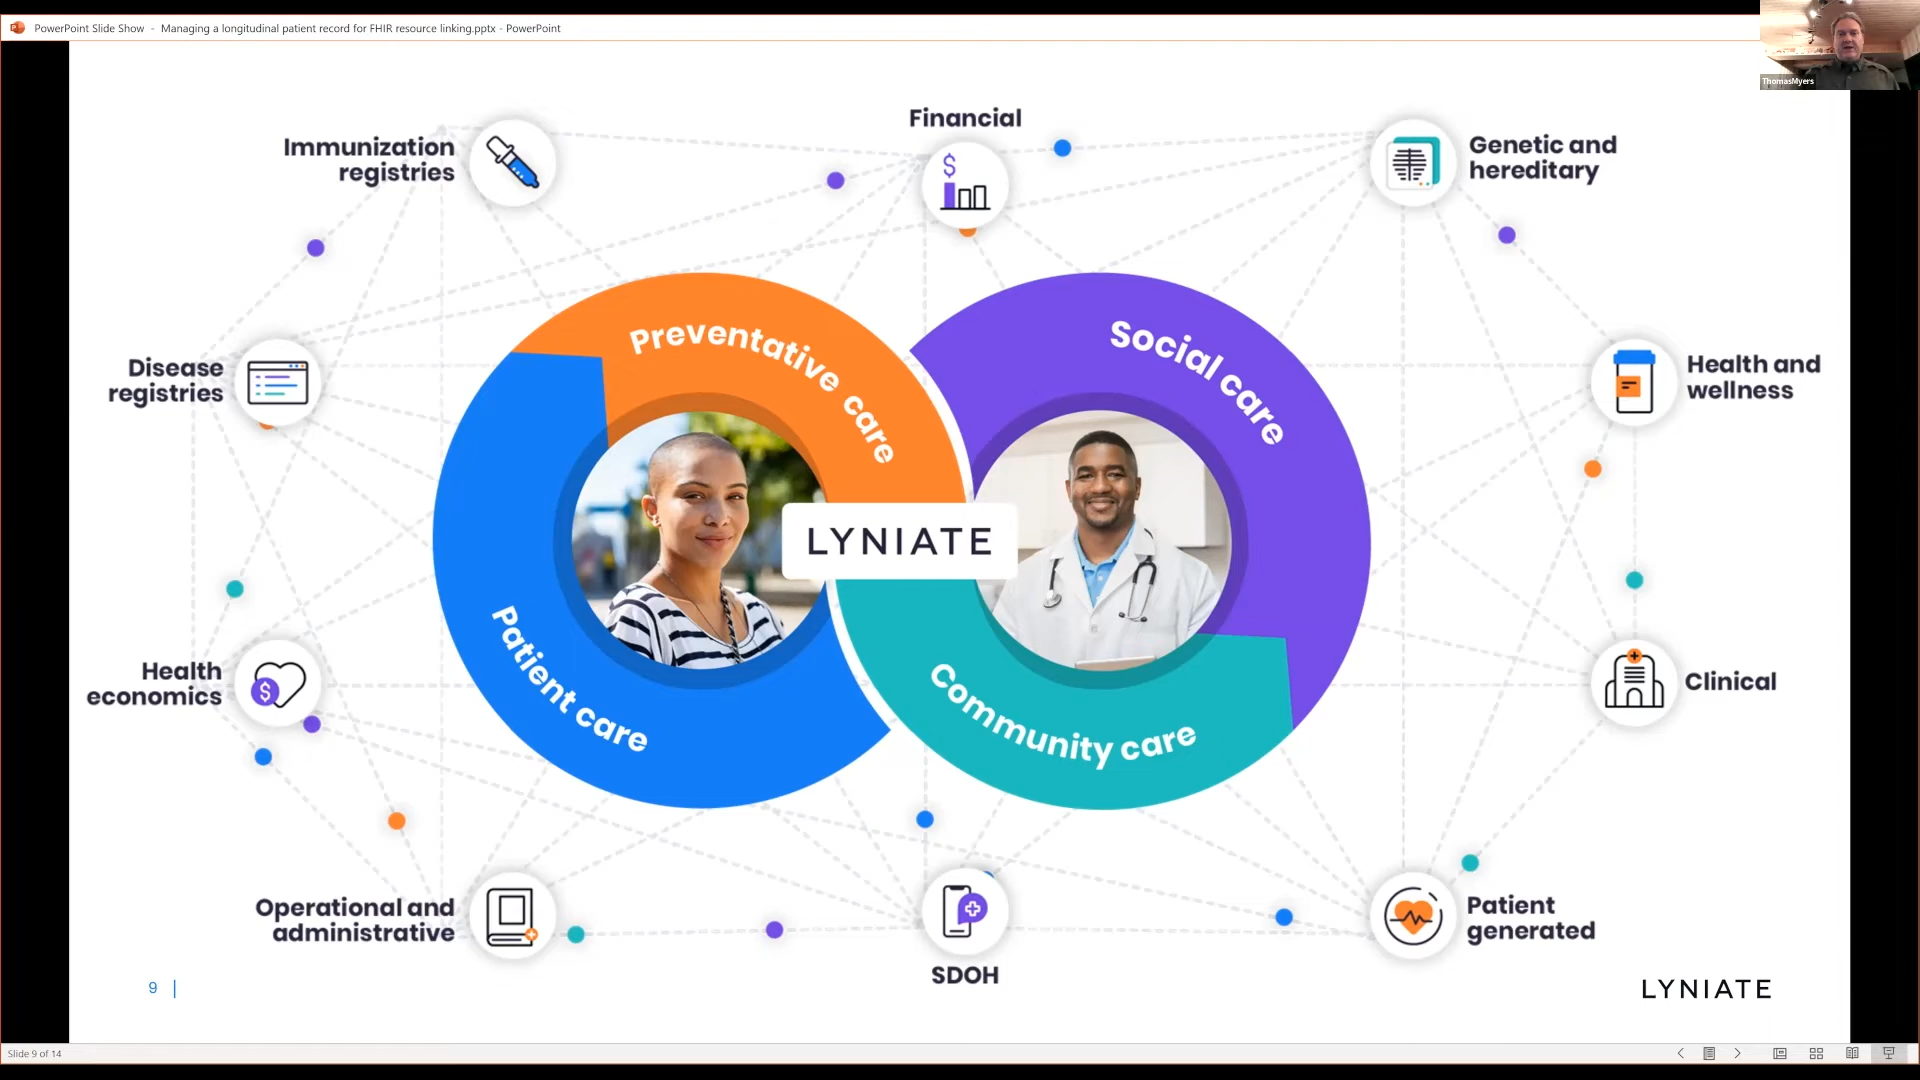 PowerPoint Slide Show - Managing a longitudinal patient record for FHIR resource linking.pptx - PowerPoint
ThomasMyers
Financial
Immunization
registries
Genetic and
hereditary
Preventative care
Social care
Disease
registries
Health and
wellness
LYNIATE
Patient care
Community care
Health
economics
Clinical
Operational and
administrative
Patient
generated
SDOH
9 |
LYNIATE
Slide 9 of 14